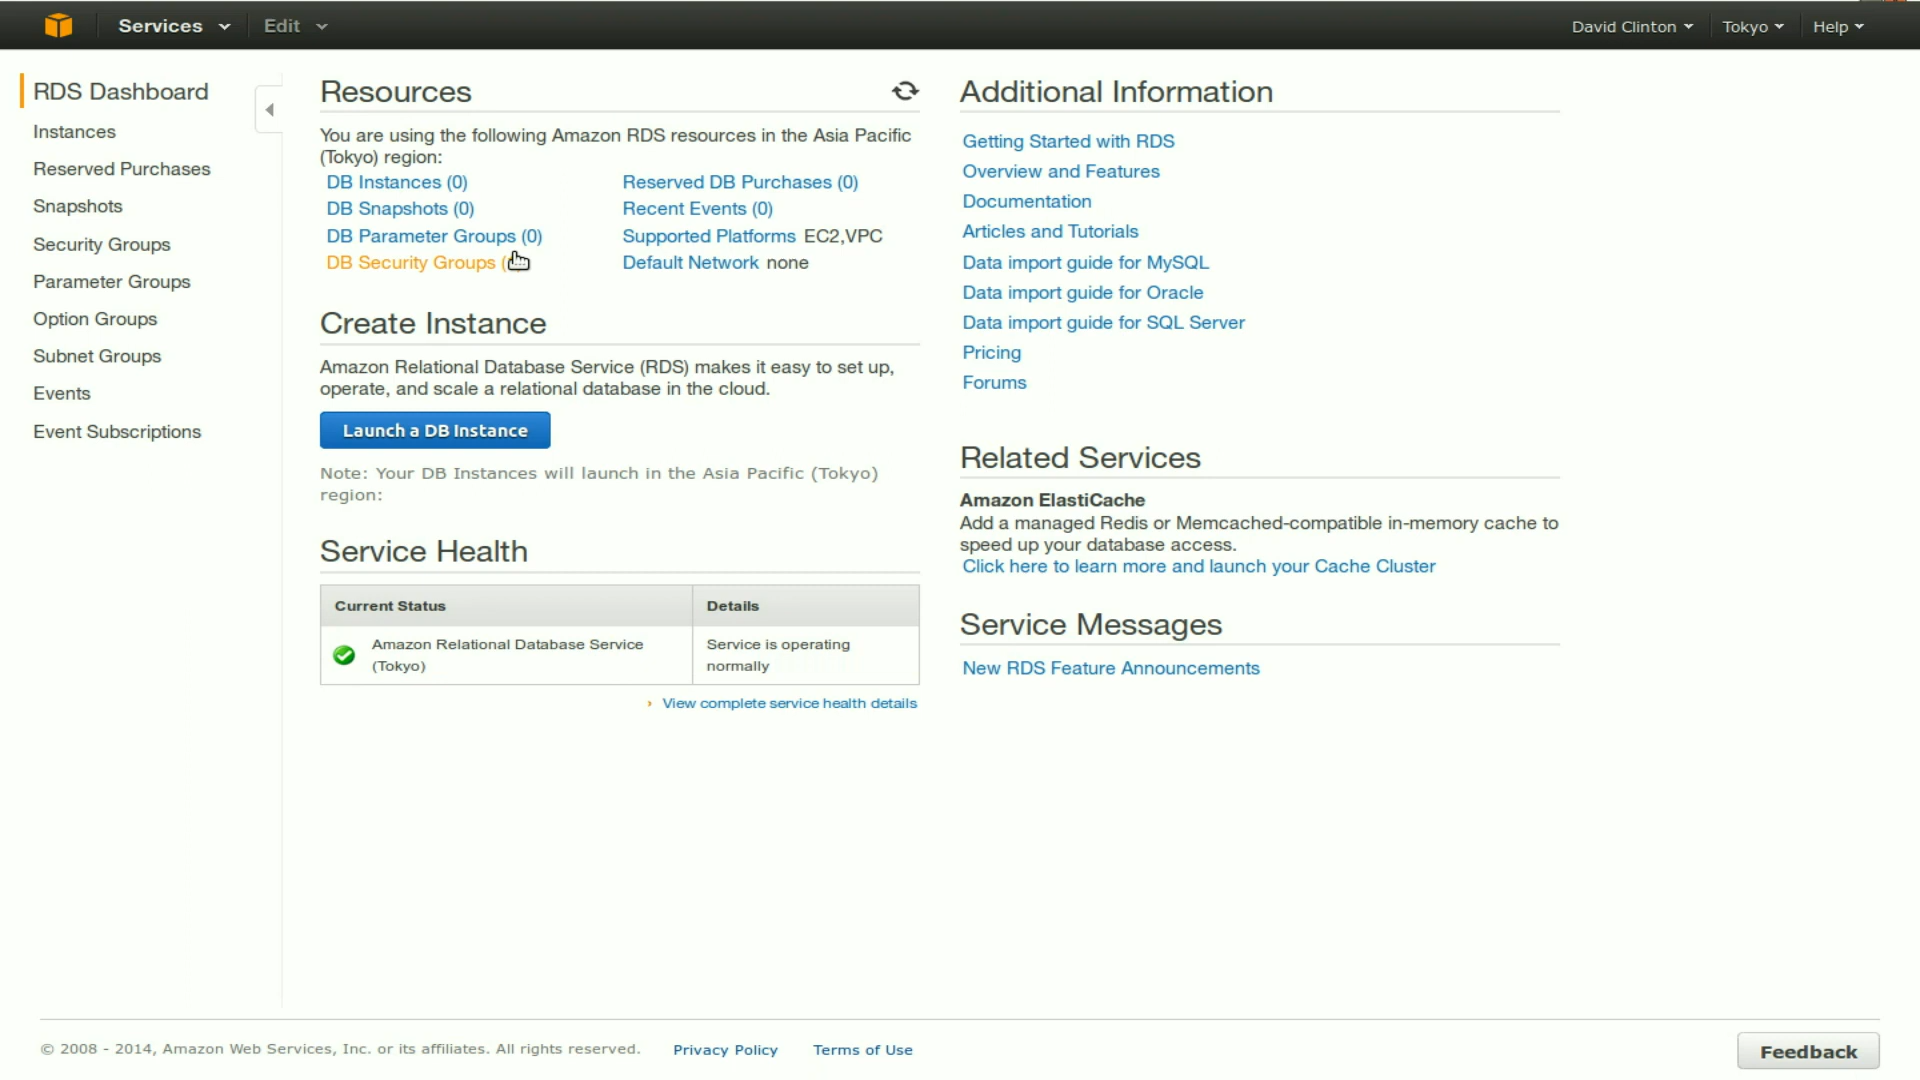 Services
Edit
David Clinton
Tokyo
Help
RDS Dashboard
Instances
Reserved Purchases
Snapshots
Security Groups
Parameter Groups
Option Groups
Subnet Groups
Events
Event Subscriptions
Resources
You are using the following Amazon RDS resources in the Asia Pacific
(Tokyo) region:
DB Instances (0)
DB Snapshots (0)
DB Parameter Groups (0)
DB Security Groups
Reserved DB Purchases (0)
Recent Events (0)
Supported Platforms EC2,VPC
Default Network none
Create Instance
Amazon Relational Database Service (RDS) makes it easy to set up,
operate, and scale a relational database in the cloud.
Launch a DB Instance
Note: Your DB Instances will launch in the Asia Pacific (Tokyo)
region:
Service Health
Current Status
Details
Amazon Relational Database Service
(Tokyo)
Service is operating
normally
View complete service health details
Additional Information
Getting Started with RDS
Overview and Features
Documentation
Articles and Tutorials
Data import guide for MySQL
Data import guide for Oracle
Data import guide for SQL Server
Pricing
Forums
Related Services
Amazon ElastiCache
Add a managed Redis or Memcached-compatible in-memory cache to
speed up your database access.
Click here to learn more and launch your Cache Cluster
Service Messages
New RDS Feature Announcements
© 2008 - 2014, Amazon Web Services, Inc. or its affiliates. All rights reserved.
Privacy Policy
Terms of Use
Feedback